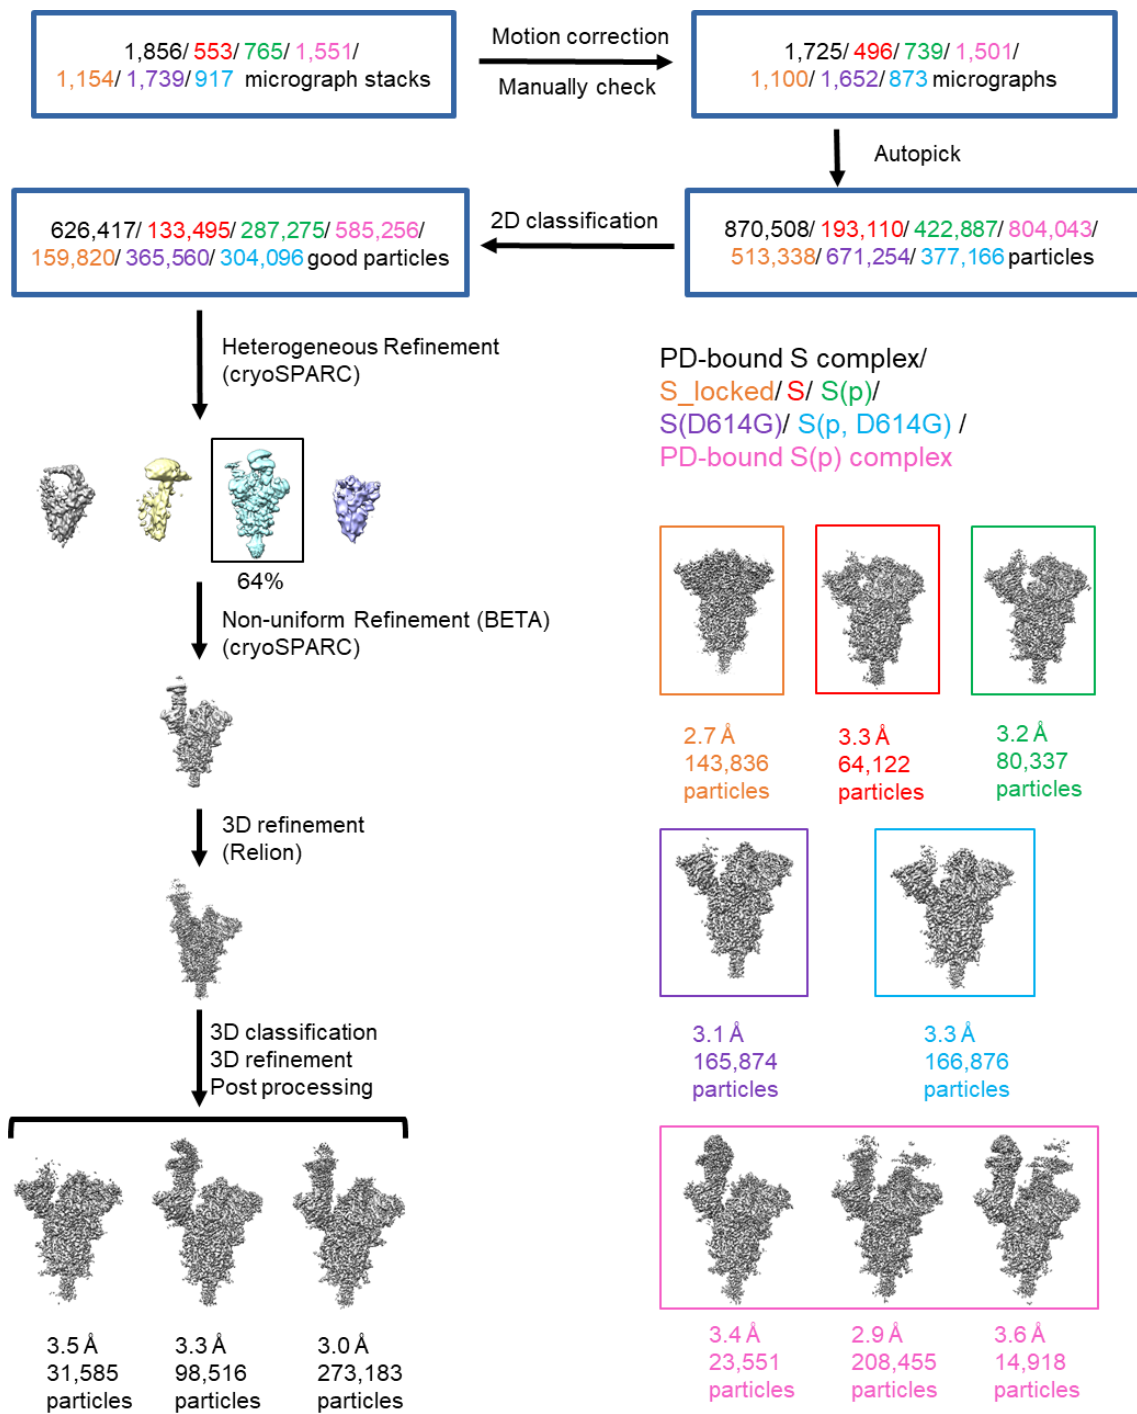 1,856/ 553/ 765/ 1,551/
1,154/ 1,739/ 917 micrograph stacks
Motion correction
Manually check
1,725/ 496/ 739/ 1,501/
1,100/ 1,652/ 873 micrographs
Autopick
870,508/ 193,110/ 422,887/ 804,043/
513,338/ 671,254/ 377,166 particles
2D classification
626,417/ 133,495/ 287,275/ 585,256/
159,820/ 365,560/ 304,096 good particles
Heterogeneous Refinement
(cryoSPARC)
64%
Non-uniform Refinement (BETA)
(cryoSPARC)
3D refinement
(Relion)
3D classification
3D refinement
Post processing
3.5 Å
31,585
particles
3.3 Å
98,516
particles
3.0 Å
273,183
particles
PD-bound S complex/
S_locked/ S/ S(p)/
S(D614G)/ S(p, D614G) /
PD-bound S(p) complex
2.7 Å
143,836
particles
3.3 Å
64,122
particles
3.2 Å
80,337
particles
3.1 Å
165,874
particles
3.3 Å
166,876
particles
3.4 Å
23,551
particles
2.9 Å
208,455
particles
3.6 Å
14,918
particles